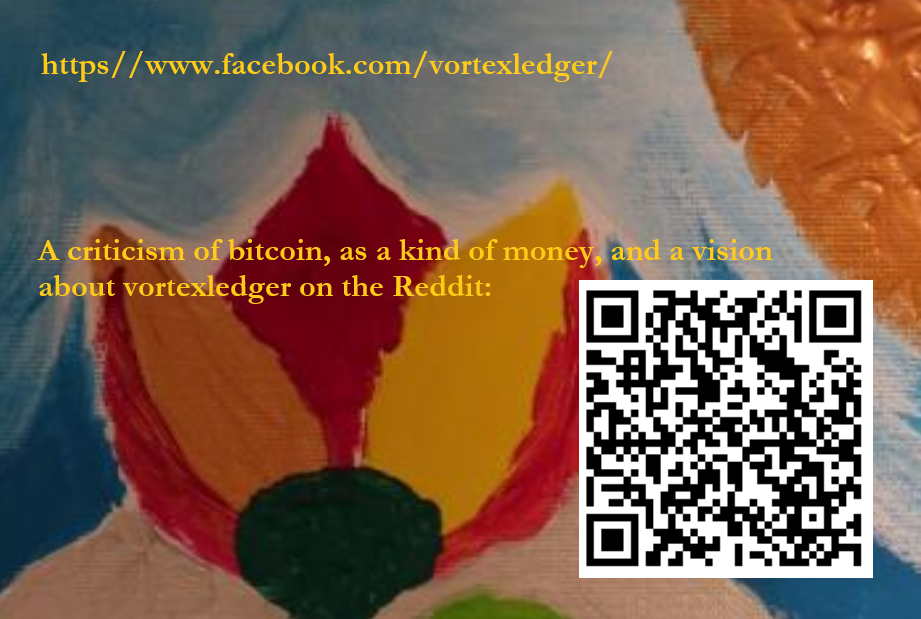 https//www.facebook.com/vortexledger/
A criticism of bitcoin, as a kind of money, and a vision
about vortexledger on the Reddit: